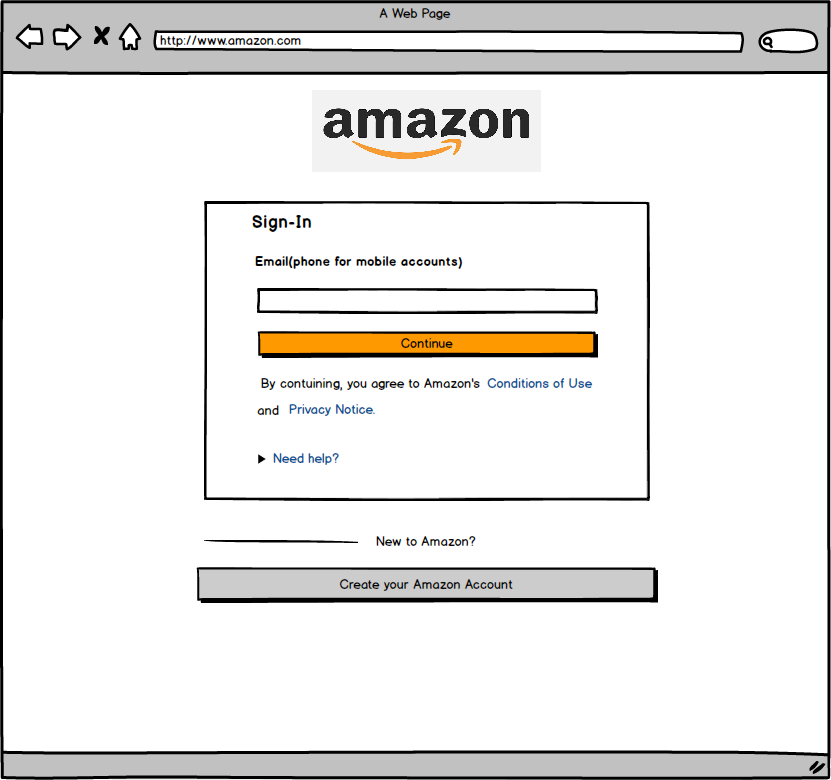 A Web Page
http://www.amazon.com
amazon
Sign-In
Email(phone for mobile accounts)
Continue
By contuining, you agree to Amazon's Conditions of Use
and Privacy Notice.
Need help?
New to Amazon?
Create your Amazon Account